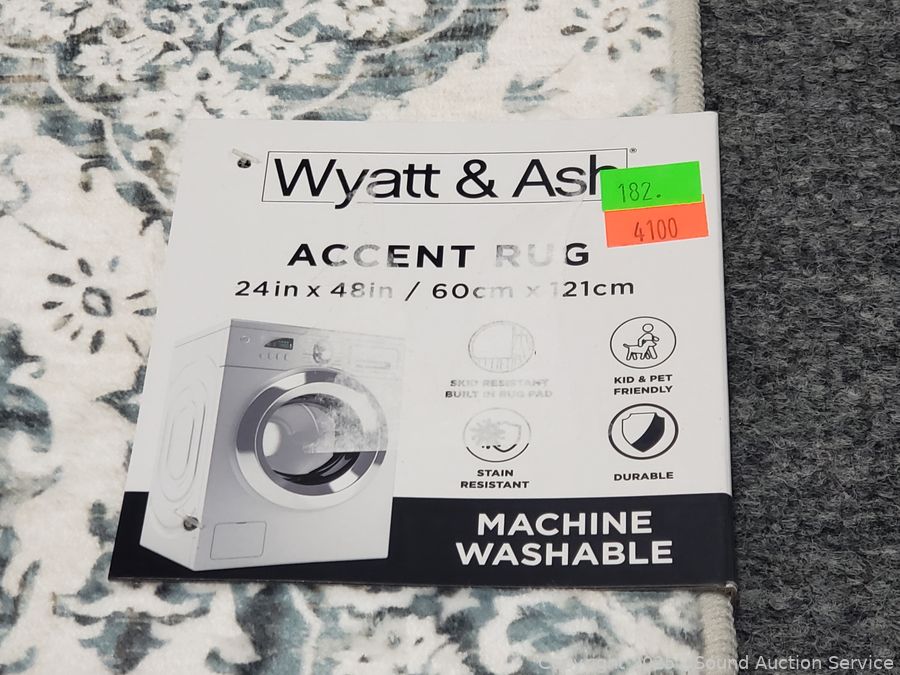 Wyatt & Ash
182.
4100
ACCENT RUG
24in x 48in / 60cm x 121cm
SKID RESISTANT
BUILT IN RUG PAD
KID & PET
FRIENDLY
STAIN
RESISTANT
DURABLE
MACHINE
WASHABLE
Copyright Sound Auction Service